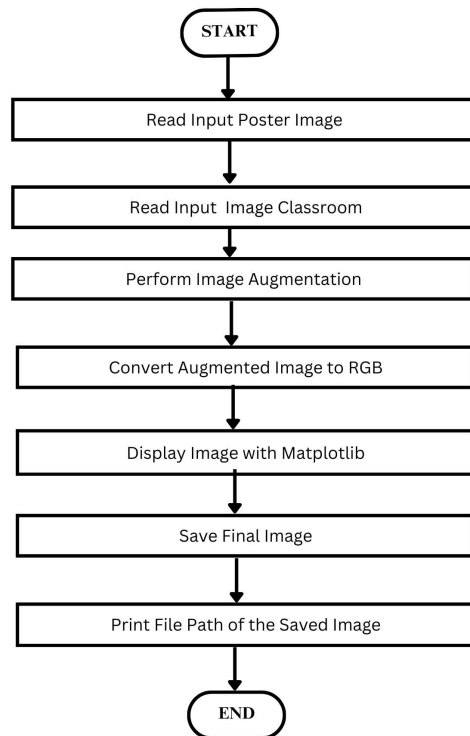 START
Read Input Poster Image
Read Input Image Classroom
Perform Image Augmentation
Convert Augmented Image to RGB
Display Image with Matplotlib
Save Final Image
Print File Path of the Saved Image
END